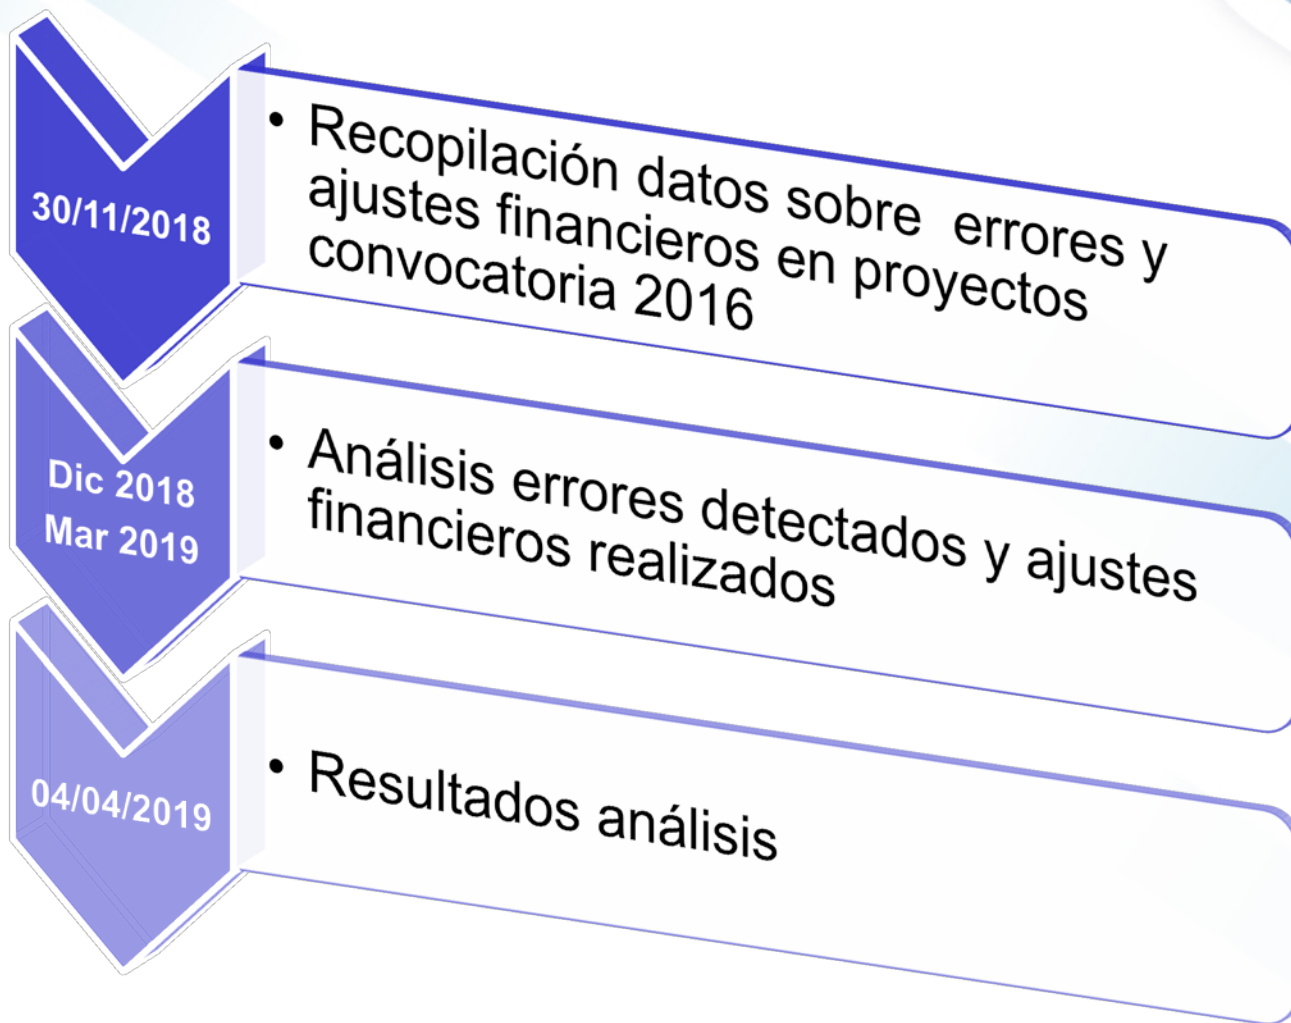 30/11/2018
• Recopilación datos sobre  errores y
ajustes financieros en proyectos
convocatoria 2016
Dic 2018
Mar 2019
• Análisis errores detectados y ajustes
financieros realizados
04/04/2019
• Resultados análisis